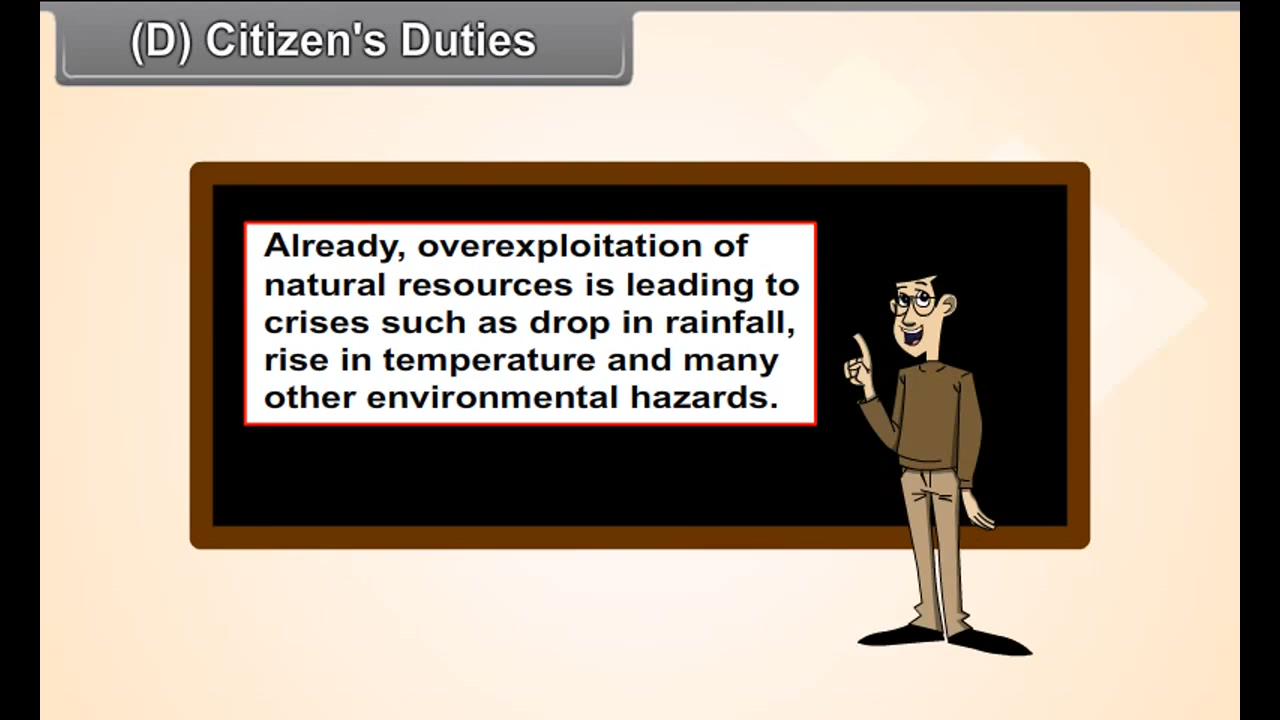 (D) Citizen's Duties
Already, overexploitation of
natural resources is leading to
crises such as drop in rainfall,
rise in temperature and many
other environmental hazards.